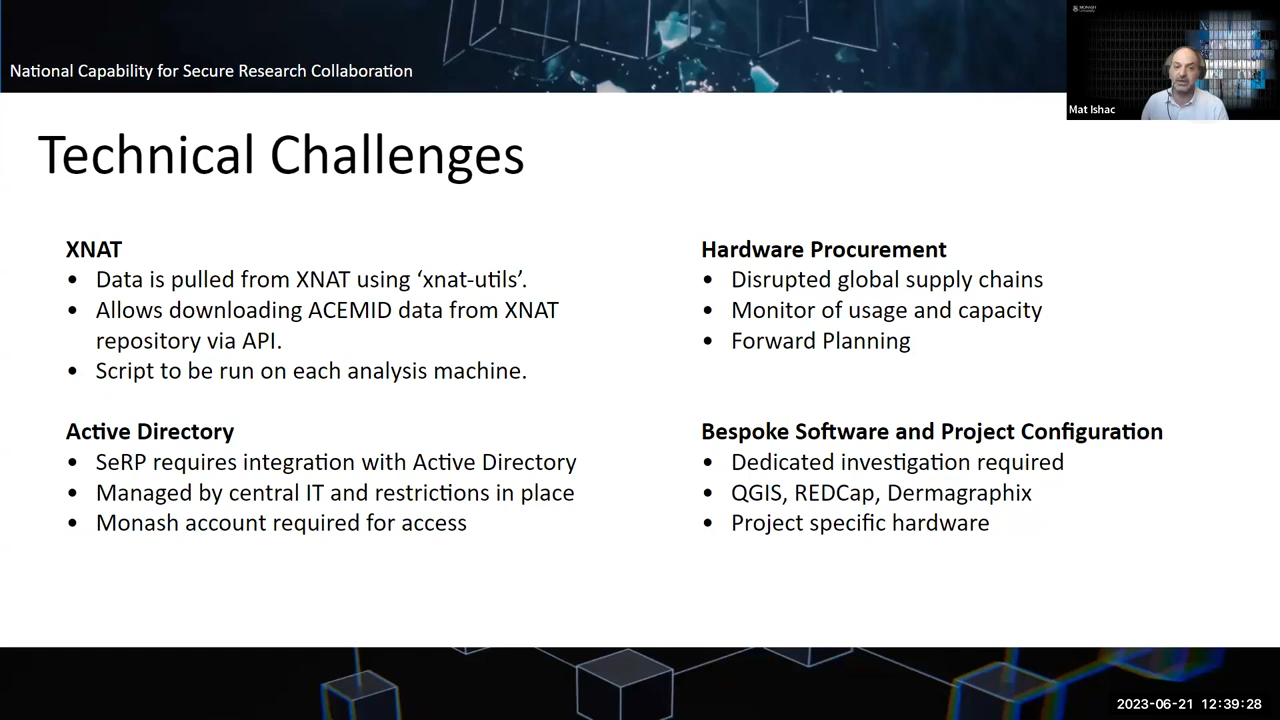 National Capability for Secure Research Collaboration
MONASH
University
Mat Ishac
Technical Challenges
XNAT
• Data is pulled from XNAT using ‘xnat-utils’.
• Allows downloading ACEMID data from XNAT
repository via API.
• Script to be run on each analysis machine.
Active Directory
• SeRP requires integration with Active Directory
• Managed by central IT and restrictions in place
• Monash account required for access
Hardware Procurement
• Disrupted global supply chains
• Monitor of usage and capacity
• Forward Planning
Bespoke Software and Project Configuration
• Dedicated investigation required
• QGIS, REDCap, Dermagraphix
• Project specific hardware
2023-06-21 12:39:28